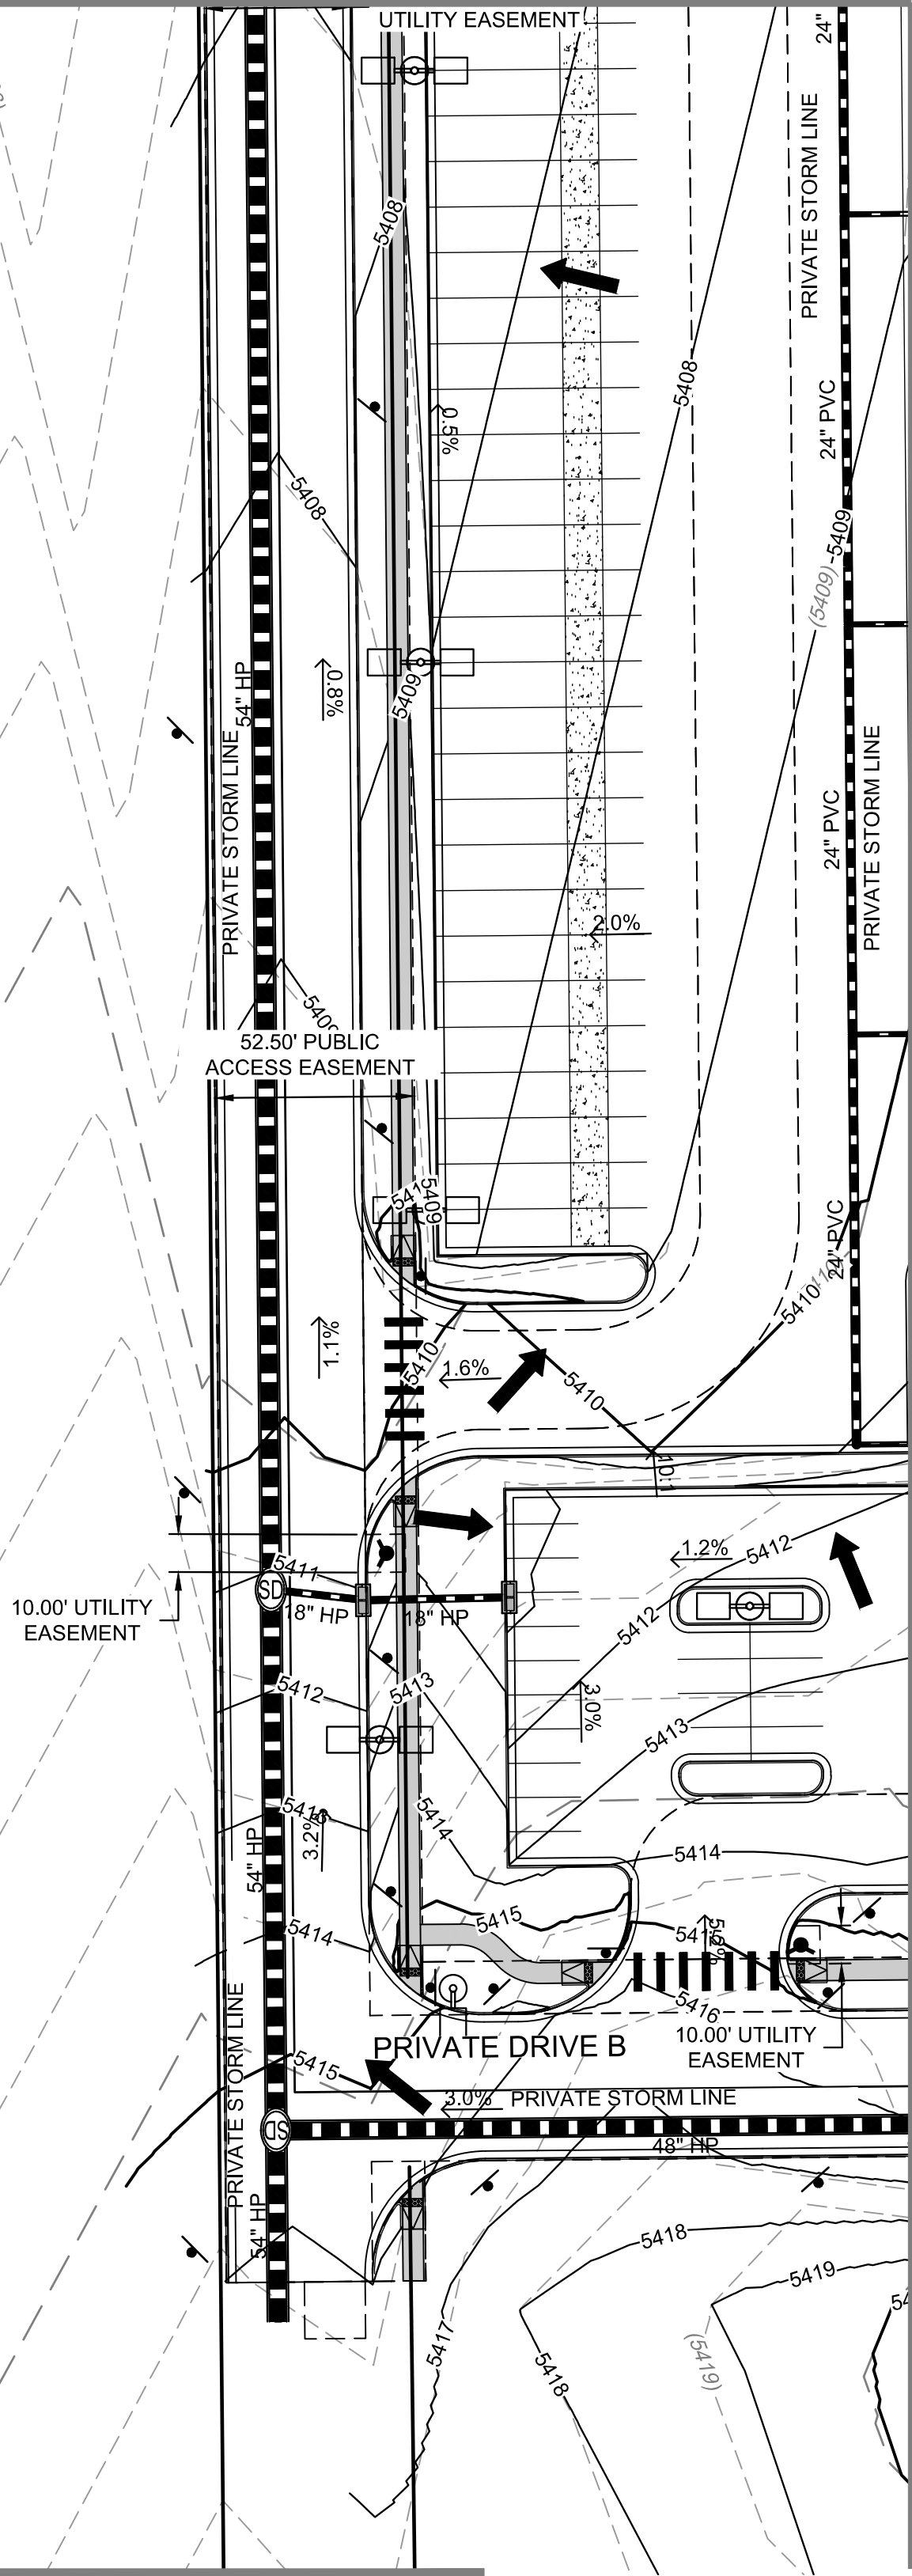 UTILITY EASEMENT
24"
PRIVATE STORM LINE
5408
5408
0.5%
24" PVC
5408
5409
(5409)
54" HP
0.8%
5409
PRIVATE STORM LINE
24" PVC
PRIVATE STORM LINE
2.0%
5409
52.50' PUBLIC
ACCESS EASEMENT
5409
24" PVC
5410
1.1%
5410
1.6%
5410
10:1
1.2%
5412
5411
SD
18" HP
18" HP
10.00' UTILITY
EASEMENT
5412
5412
5413
3.0%
5413
5413
3.2%
5414
5414
54" HP
5415
5414
5416
PRIVATE DRIVE B
10.00' UTILITY
EASEMENT
5415
PRIVATE STORM LINE
3.0%
PRIVATE STORM LINE
SD
48" HP
54" HP
5418
5419
5417
5418
(5419)